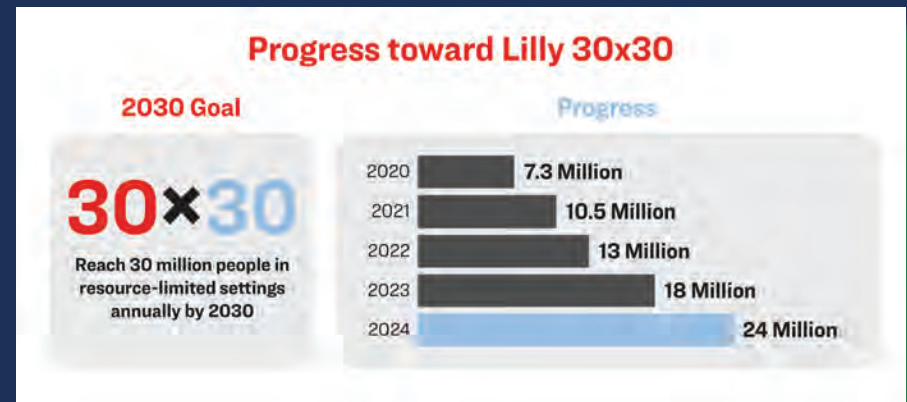 Progress toward Lilly 30x30
2030 Goal
30×30
Reach 30 million people in
resource-limited settings
annually by 2030
Progress
2020 7.3 Million
2021 10.5 Million
2022 13 Million
2023 18 Million
2024 24 Million